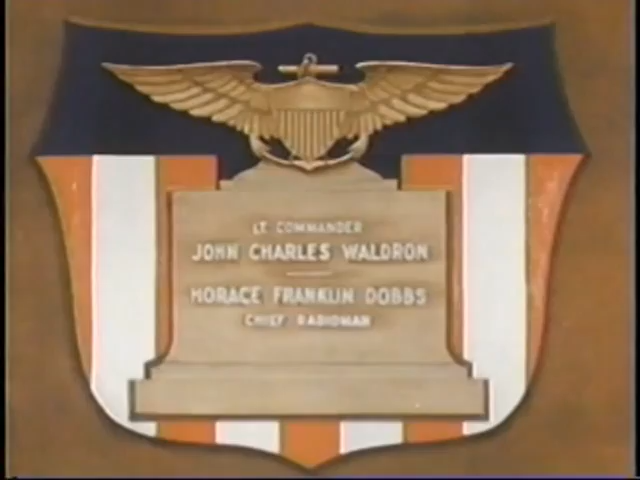 LT. COMMANDER
JOHN CHARLES WALDRON
HORACE FRANKLIN DOBBS
CHIEF RADIOMAN